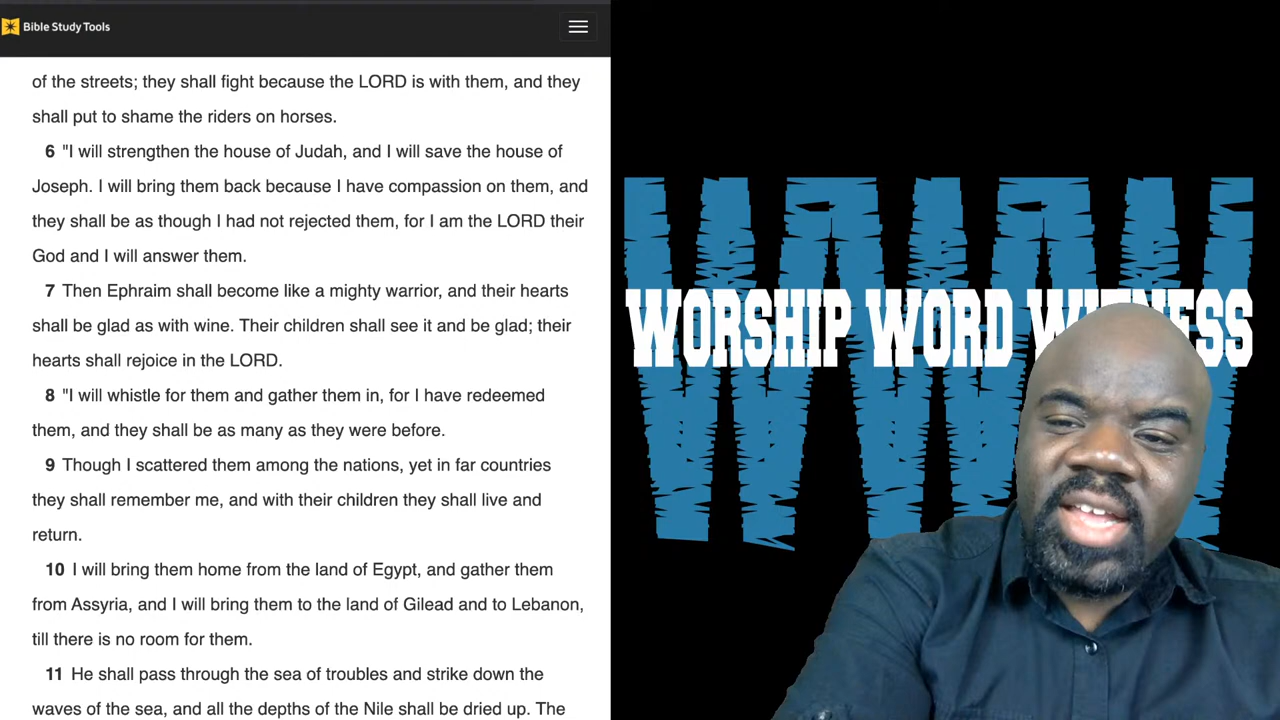 Bible Study Tools
of the streets; they shall fight because the LORD is with them, and they
shall put to shame the riders on horses.
6 "I will strengthen the house of Judah, and I will save the house of
Joseph. I will bring them back because I have compassion on them, and
they shall be as though I had not rejected them, for I am the LORD their
God and I will answer them.
7 Then Ephraim shall become like a mighty warrior, and their hearts
shall be glad as with wine. Their children shall see it and be glad; their
hearts shall rejoice in the LORD.
8 "I will whistle for them and gather them in, for I have redeemed
them, and they shall be as many as they were before.
9 Though I scattered them among the nations, yet in far countries
they shall remember me, and with their children they shall live and
return.
10 I will bring them home from the land of Egypt, and gather them
from Assyria, and I will bring them to the land of Gilead and to Lebanon,
till there is no room for them.
11 He shall pass through the sea of troubles and strike down the
waves of the sea, and all the depths of the Nile shall be dried up. The
WWW
WORSHIP WORD WITNESS